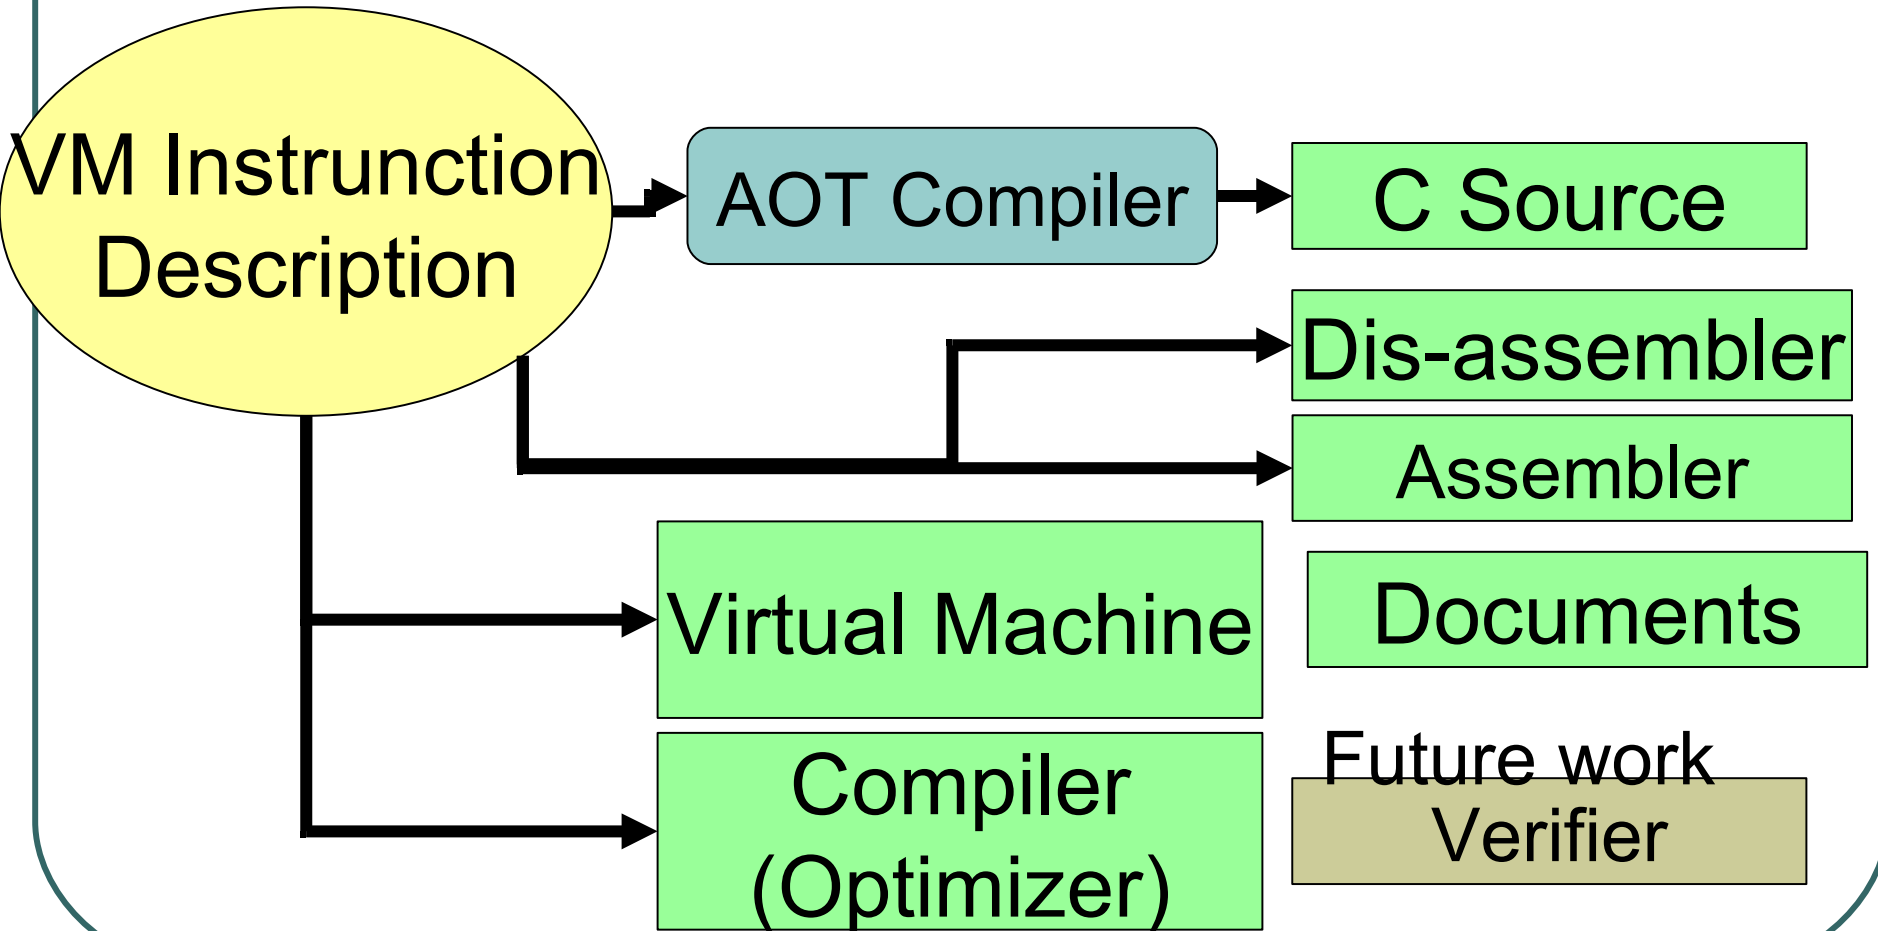 VM Instrunction
Description
AOT Compiler
C Source
Dis-assembler
Assembler
Virtual Machine
Documents
Compiler
(Optimizer)
Future work
Verifier